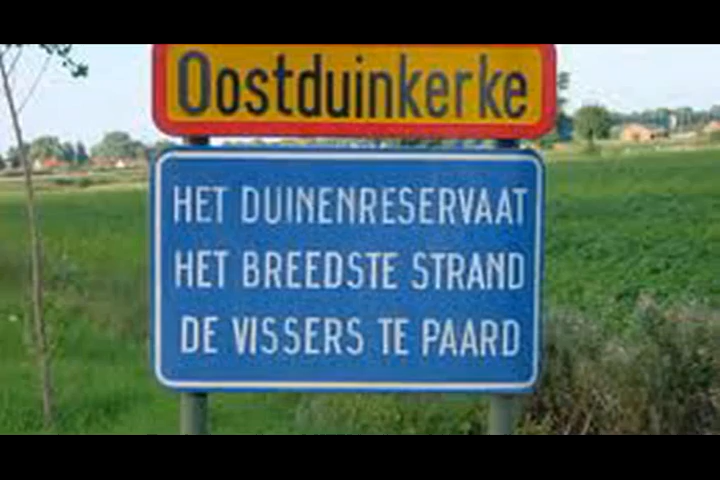 Oostduinkerke
HET DUINENRESERVAAT
HET BREEDSTE STRAND
DE VISSERS TE PAARD